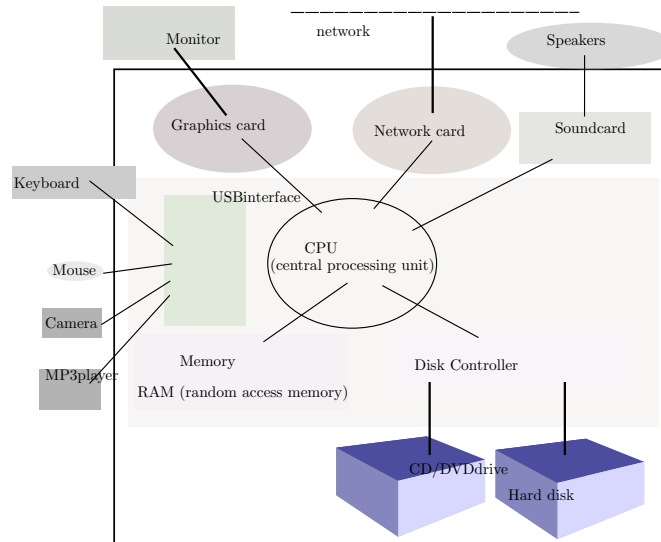 Monitor
network
Speakers
Graphics card
Network card
Soundcard
Keyboard
USBinterface
CPU
(central processing unit)
Mouse
Camera
MP3player
Memory
RAM (random access memory)
Disk Controller
CD/DVDdrive
Hard disk